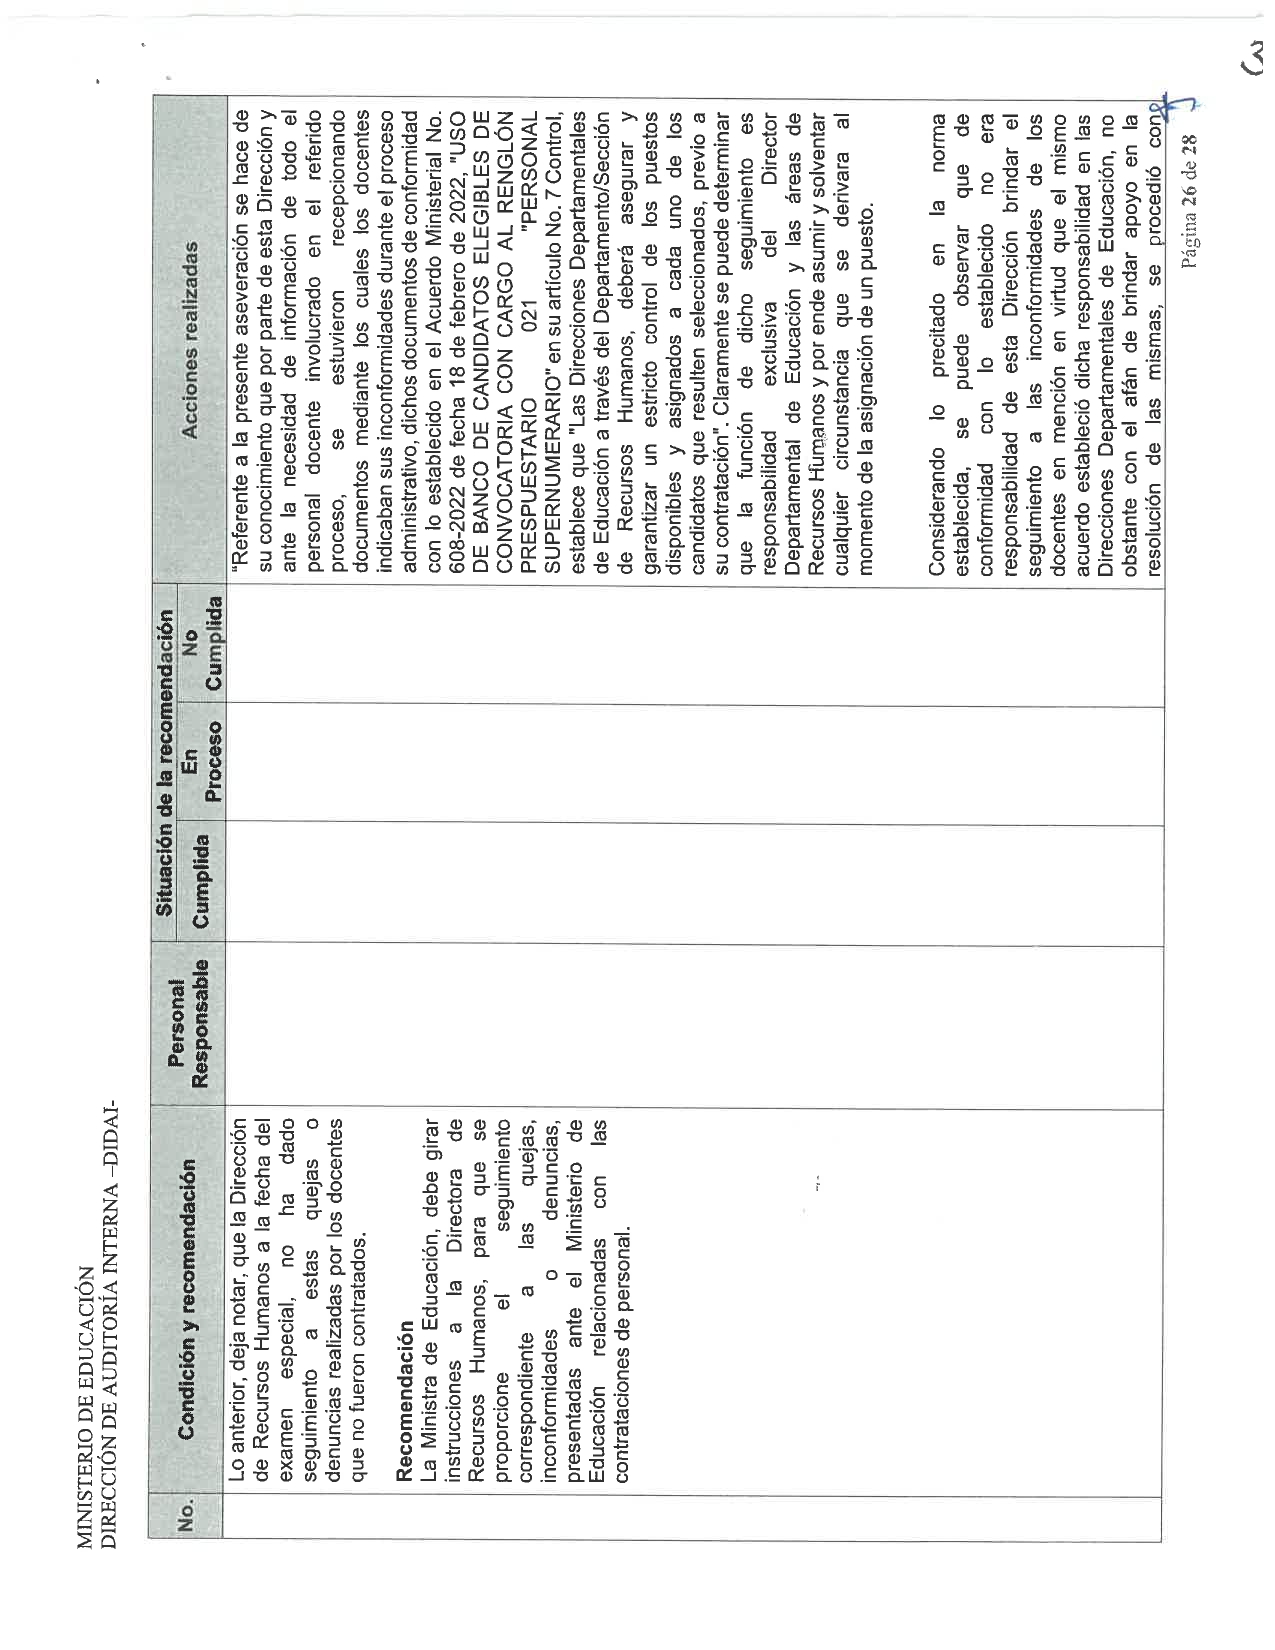 MINISTERIO DE EDUCACIÓN
DIRECCIÓN DE AUDITORÍA INTERNA –DIDAI-
No.
Condición y recomendación
Personal
Responsable
Situación de la recomendación
Cumplida
En
Proceso
No
Cumplida
Acciones realizadas
Lo anterior, deja notar, que la Dirección
de Recursos Humanos a la fecha del
examen especial, no ha dado
seguimiento a estas quejas o
denuncias realizadas por los docentes
que no fueron contratados.
Recomendación
La Ministra de Educación, debe girar
instrucciones a la Directora de
Recursos Humanos, para que se
proporcione el seguimiento
correspondiente a las quejas,
inconformidades o denuncias,
presentadas ante el Ministerio de
Educación relacionadas con las
contrataciones de personal.
"Referente a la presente aseveración se hace de
su conocimiento que por parte de esta Dirección y
ante la necesidad de información de todo el
personal docente involucrado en el referido
proceso, se estuvieron recepcionando
documentos mediante los cuales los docentes
indicaban sus inconformidades durante el proceso
administrativo, dichos documentos de conformidad
con lo establecido en el Acuerdo Ministerial No.
608-2022 de fecha 18 de febrero de 2022, "USO
DE BANCO DE CANDIDATOS ELEGIBLES DE
CONVOCATORIA CON CARGO AL RENGLÓN
PRESPUESTARIO 021 "PERSONAL
SUPERNUMERARIO" en su artículo No. 7 Control,
establece que "Las Direcciones Departamentales
de Educación a través del Departamento/Sección
de Recursos Humanos, deberá asegurar y
garantizar un estricto control de los puestos
disponibles y asignados a cada uno de los
candidatos que resulten seleccionados, previo a
su contratación". Claramente se puede determinar
que la función de dicho seguimiento es
responsabilidad exclusiva del Director
Departamental de Educación y las áreas de
Recursos Humanos y por ende asumir y solventar
cualquier circunstancia que se derivara al
momento de la asignación de un puesto.
Considerando lo precitado en la norma
establecida, se puede observar que de
conformidad con lo establecido no era
responsabilidad de esta Dirección brindar el
seguimiento a las inconformidades de los
docentes en mención en virtud que el mismo
acuerdo estableció dicha responsabilidad en las
Direcciones Departamentales de Educación, no
obstante con el afán de brindar apoyo en la
resolución de las mismas, se procedió con
Página 26 de 28
3